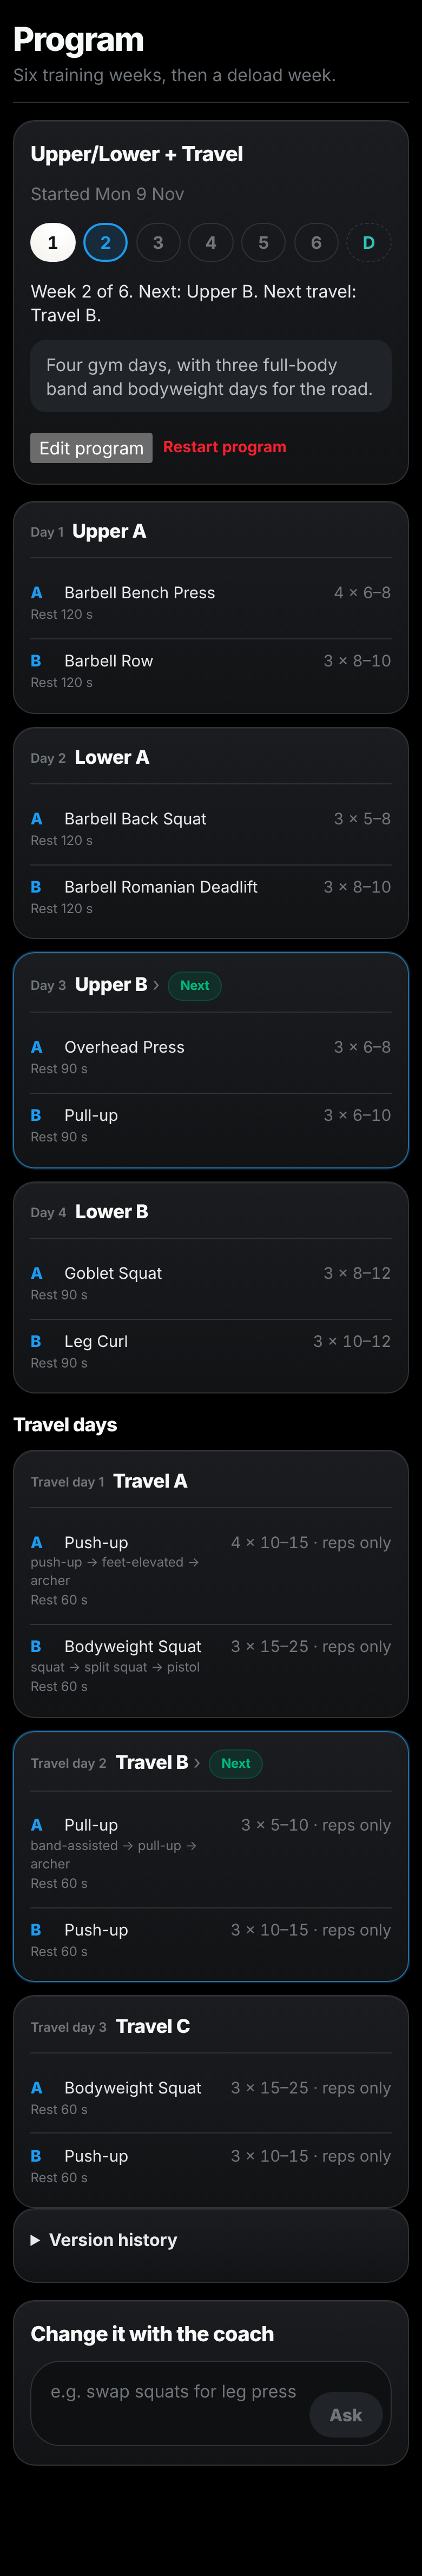 Program
Six training weeks, then a deload week.
Upper/Lower + Travel
Started Mon 9 Nov
1 2 3 4 5 6 D
Week 2 of 6. Next: Upper B. Next travel:
Travel B.
Four gym days, with three full-body
band and bodyweight days for the road.
Edit program Restart program
Day 1 Upper A
A Barbell Bench Press 4 × 6–8
Rest 120 s
B Barbell Row 3 × 8–10
Rest 120 s
Day 2 Lower A
A Barbell Back Squat 3 × 5–8
Rest 120 s
B Barbell Romanian Deadlift 3 × 8–10
Rest 120 s
Day 3 Upper B › Next
A Overhead Press 3 × 6–8
Rest 90 s
B Pull-up 3 × 6–10
Rest 90 s
Day 4 Lower B
A Goblet Squat 3 × 8–12
Rest 90 s
B Leg Curl 3 × 10–12
Rest 90 s
Travel days
Travel day 1 Travel A
A Push-up 4 × 10–15 · reps only
push-up → feet-elevated →
archer
Rest 60 s
B Bodyweight Squat 3 × 15–25 · reps only
squat → split squat → pistol
Rest 60 s
Travel day 2 Travel B › Next
A Pull-up 3 × 5–10 · reps only
band-assisted → pull-up →
archer
Rest 60 s
B Push-up 3 × 10–15 · reps only
Rest 60 s
Travel day 3 Travel C
A Bodyweight Squat 3 × 15–25 · reps only
Rest 60 s
B Push-up 3 × 10–15 · reps only
Rest 60 s
▶ Version history
Change it with the coach
e.g. swap squats for leg press
Ask